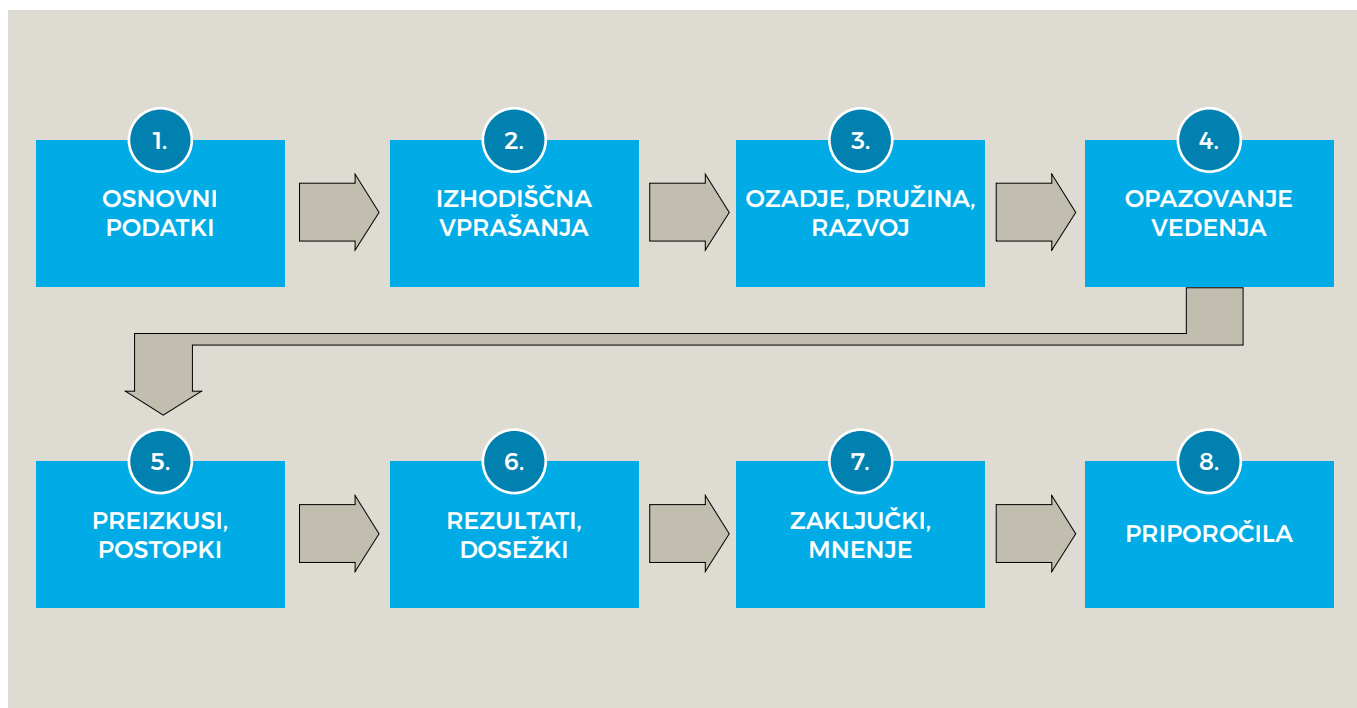 1.
OSNOVNI
PODATKI
2.
IZHODIŠČNA
VPRAŠANJA
3.
OZADJE, DRUŽINA,
RAZVOJ
4.
OPAZOVANJE
VEDENJA
5.
PREIZKUSI,
POSTOPKI
6.
REZULTATI,
DOSEŽKI
7.
ZAKLJUČKI,
MNENJE
8.
PRIPOROČILA